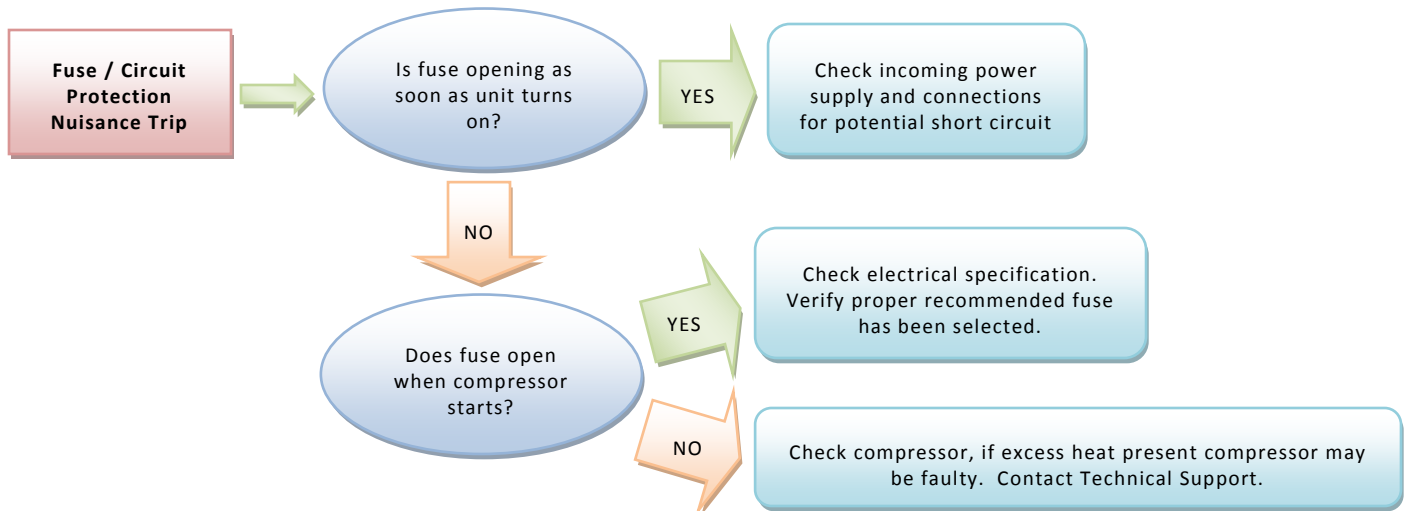 Fuse / Circuit
Protection
Nuisance Trip
Is fuse opening as
soon as unit turns
on?
YES
Check incoming power
supply and connections
for potential short circuit
NO
Does fuse open
when compressor
starts?
YES
Check electrical specification.
Verify proper recommended fuse
has been selected.
NO
Check compressor, if excess heat present compressor may
be faulty.  Contact Technical Support.